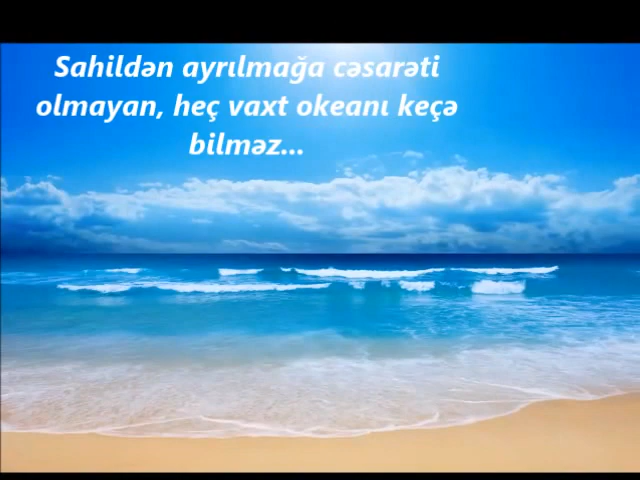 Sahildən ayrılmağa cəsarəti
olmayan, heç vaxt okeanı keçə
bilməz...